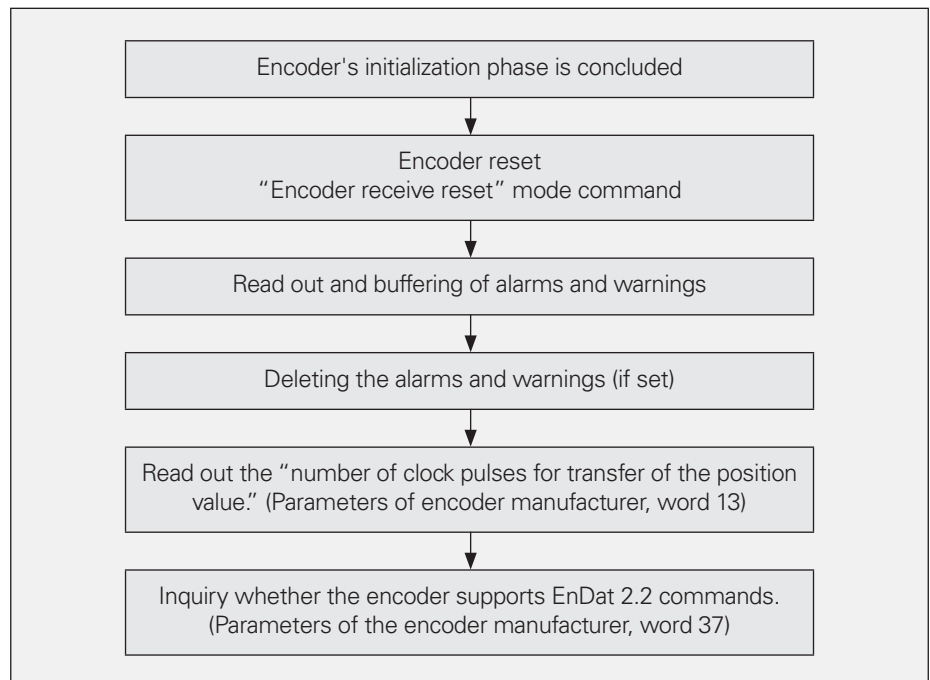 Encoder's initialization phase is concluded
Encoder reset
“Encoder receive reset” mode command
Read out and buffering of alarms and warnings
Deleting the alarms and warnings (if set)
Read out the “number of clock pulses for transfer of the position
value.” (Parameters of encoder manufacturer, word 13)
Inquiry whether the encoder supports EnDat 2.2 commands.
(Parameters of the encoder manufacturer, word 37)